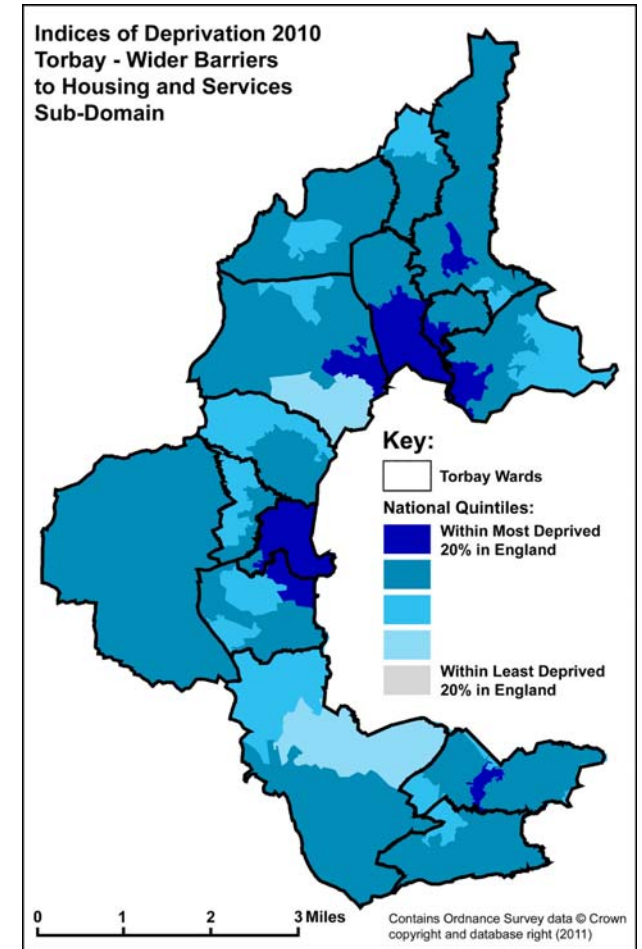 Indices of Deprivation 2010
Torbay - Wider Barriers
to Housing and Services
Sub-Domain
Key:
Torbay Wards
National Quintiles:
Within Most Deprived
20% in England
Within Least Deprived
20% in England
0 1 2 3 Miles
Contains Ordnance Survey data © Crown
copyright and database right (2011)